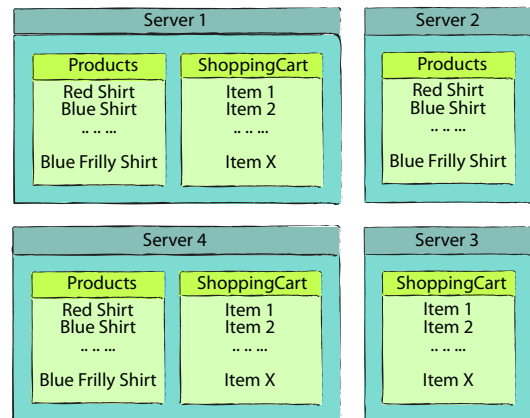 Server 1
Products
Red Shirt
Blue Shirt
.. .. ...
Blue Frilly Shirt
ShoppingCart
Item 1
Item 2
.. .. ...
Item X
Server 2
Products
Red Shirt
Blue Shirt
.. .. ...
Blue Frilly Shirt
Server 4
Products
Red Shirt
Blue Shirt
.. .. ...
Blue Frilly Shirt
ShoppingCart
Item 1
Item 2
.. .. ...
Item X
Server 3
ShoppingCart
Item 1
Item 2
.. .. ...
Item X